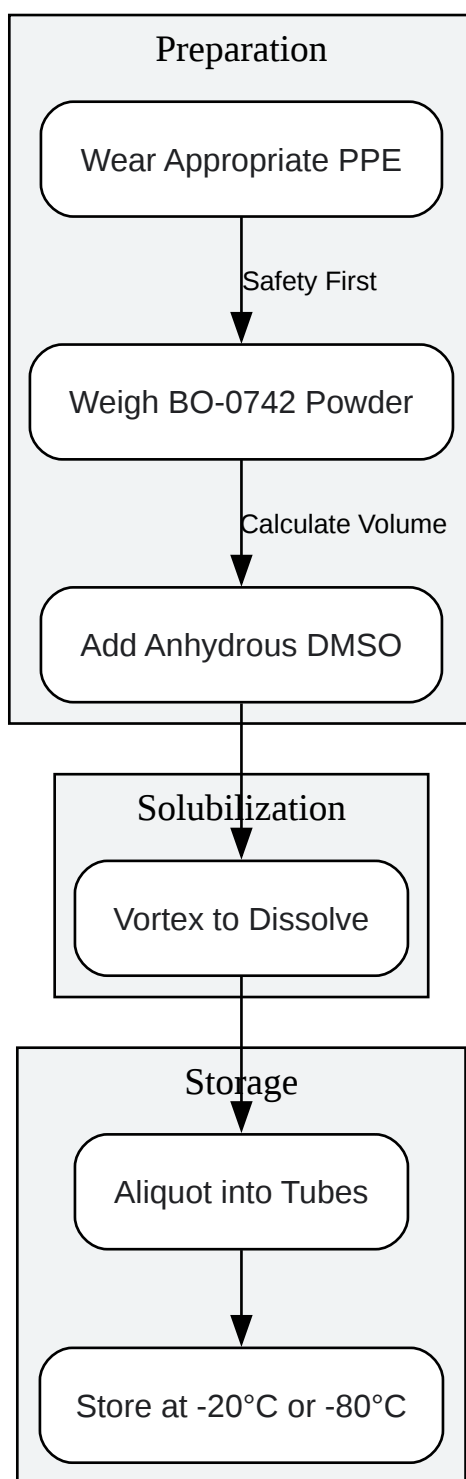 Preparation
Wear Appropriate PPE
Safety First
Weigh BO-0742 Powder
Calculate Volume
Add Anhydrous DMSO
Solubilization
Vortex to Dissolve
Storage
Aliquot into Tubes
Store at -20°C or -80°C